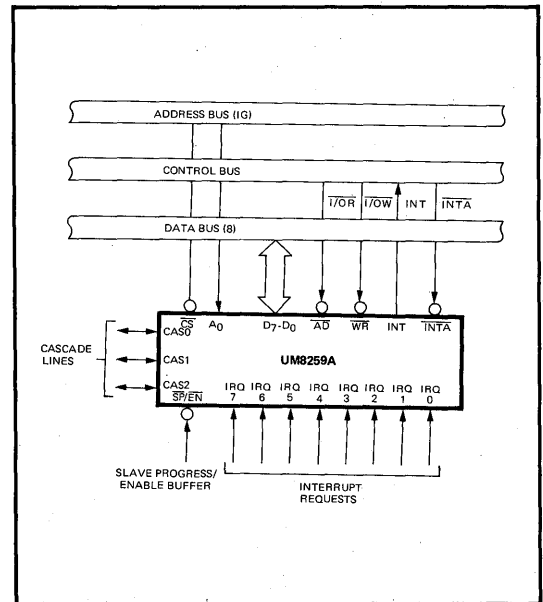 ADDRESS BUS (IG)
CONTROL BUS
I/OR I/OW INT INTA
DATA BUS (8)
CS A0 D7-D0 AD WR INT INTA
CAS0
CASCADE LINES
CAS1
UM8259A
CAS2
SP/EN
IRQ 7 IRQ 6 IRQ 5 IRQ 4 IRQ 3 IRQ 2 IRQ 1 IRQ 0
SLAVE PROGRESS/
ENABLE BUFFER
INTERRUPT
REQUESTS